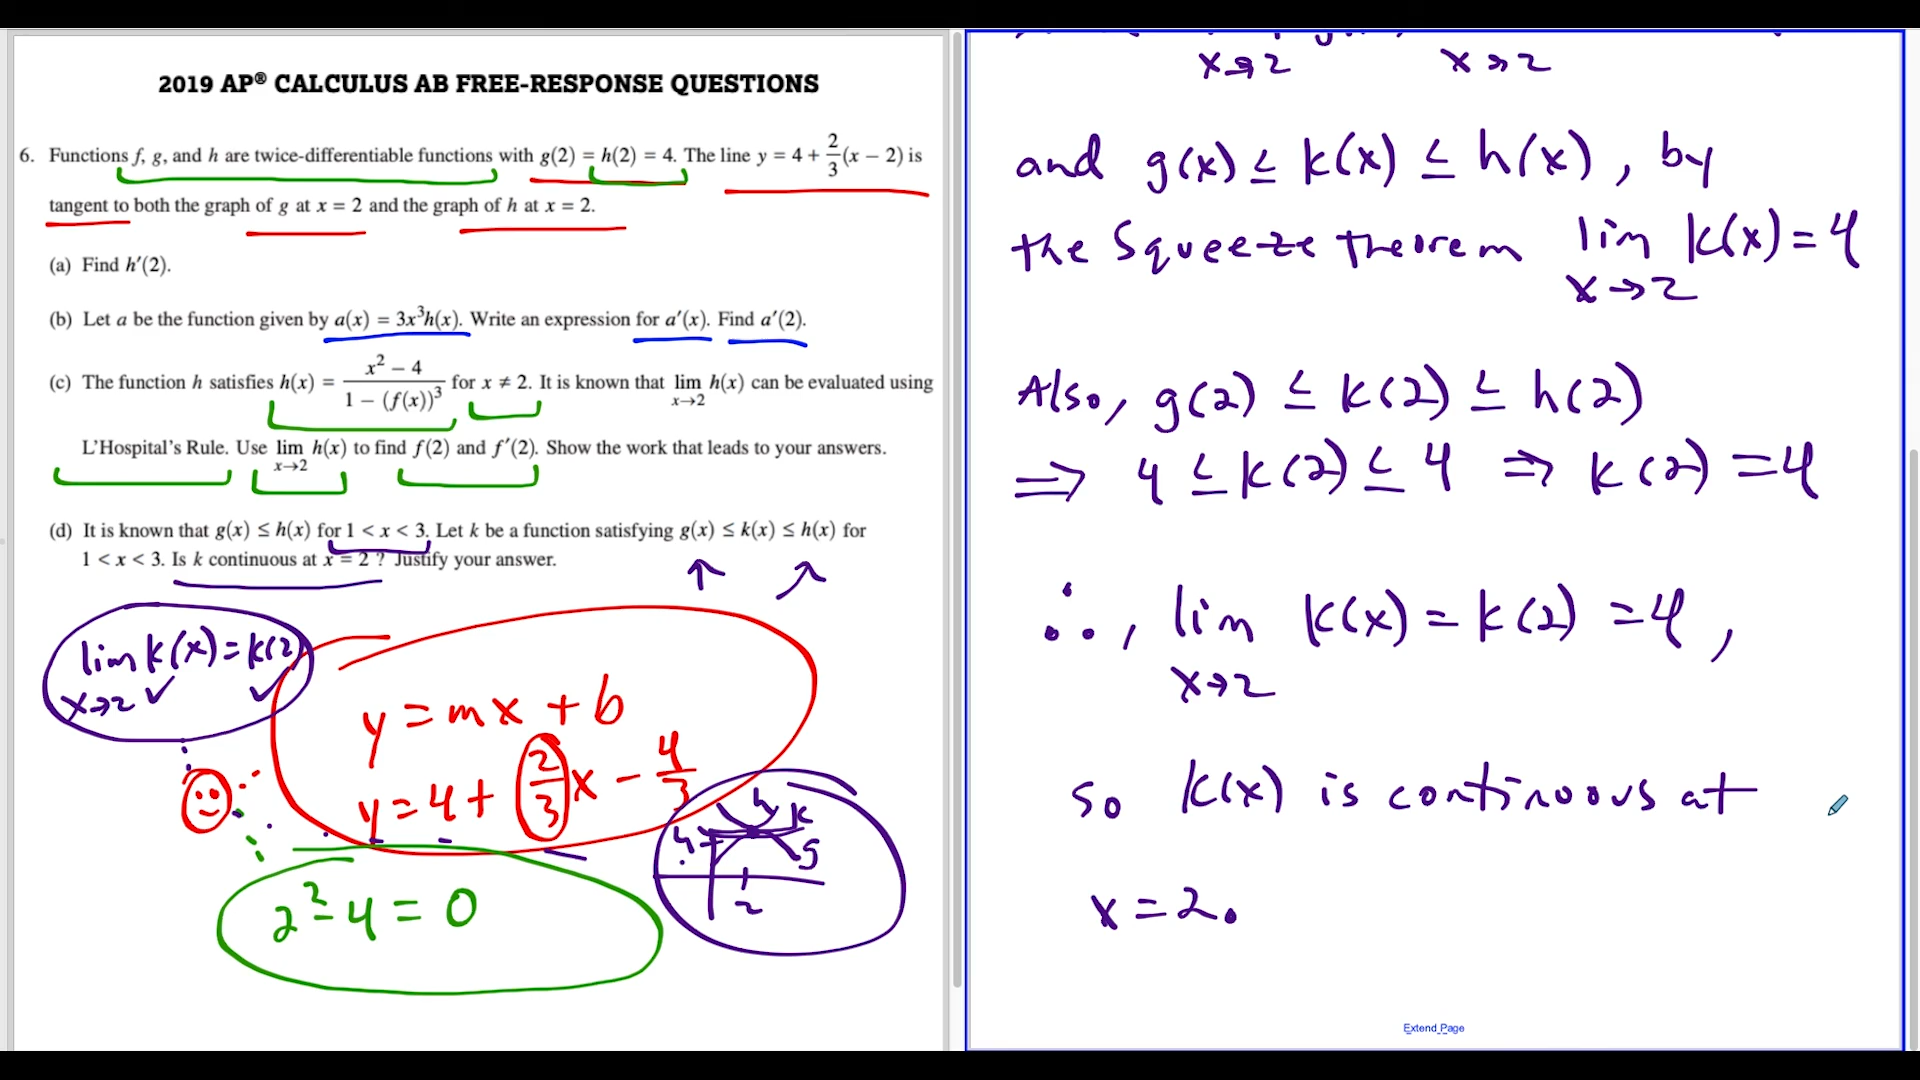 2019 AP® CALCULUS AB FREE-RESPONSE QUESTIONS
6. Functions f, g, and h are twice-differentiable functions with g(2) = h(2) = 4. The line y = 4 + 2/3(x − 2) is
tangent to both the graph of g at x = 2 and the graph of h at x = 2.
(a) Find h′(2).
(b) Let a be the function given by a(x) = 3x³h(x). Write an expression for a′(x). Find a′(2).
(c) The function h satisfies h(x) = (x² − 4)/(1 − (f(x))³) for x ≠ 2. It is known that lim x→2 h(x) can be evaluated using
L’Hospital’s Rule. Use lim x→2 h(x) to find f(2) and f′(2). Show the work that leads to your answers.
(d) It is known that g(x) ≤ h(x) for 1 < x < 3. Let k be a function satisfying g(x) ≤ k(x) ≤ h(x) for
1 < x < 3. Is k continuous at x = 2 ? Justify your answer.
lim k(x) = k(2)
x→2 ✓ ✓
y = mx + b
y = 4 + 2/3 x − 4/3
2² − 4 = 0
h k
4 g
2
x→2 x→2
and g(x) ≤ k(x) ≤ h(x), by
the Squeeze theorem lim x→2 k(x) = 4
Also, g(2) ≤ k(2) ≤ h(2)
⇒ 4 ≤ k(2) ≤ 4 ⇒ k(2) = 4
∴, lim x→2 k(x) = k(2) = 4,
so k(x) is continuous at
x = 2.
Extend_Page